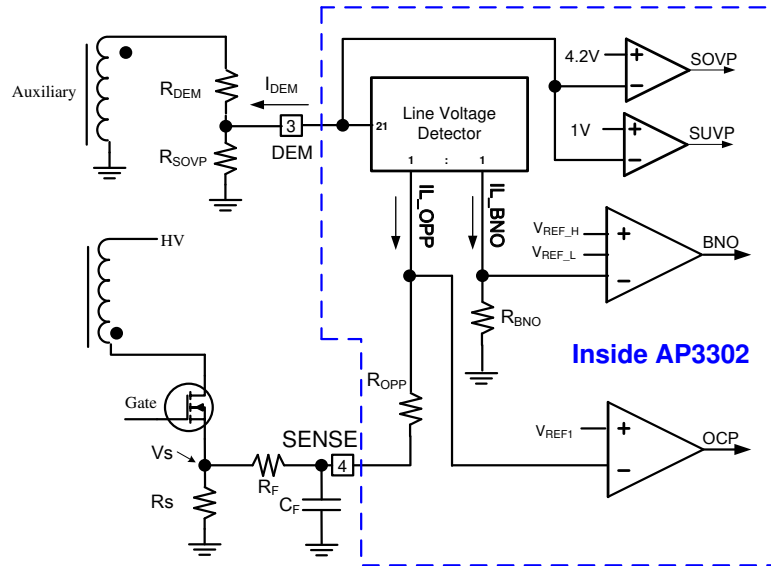 4.2V
+
−
SOVP
Auxiliary
R_DEM
I_DEM
3
DEM
21
Line Voltage
Detector
1 : 1
1V
+
−
SUVP
R_SOVP
IL_OPP
IL_BNO
HV
V_REF_H
V_REF_L
+
−
BNO
R_BNO
Inside AP3302
R_OPP
Gate
Vs
SENSE
4
R_F
C_F
Rs
V_REF1
+
−
OCP